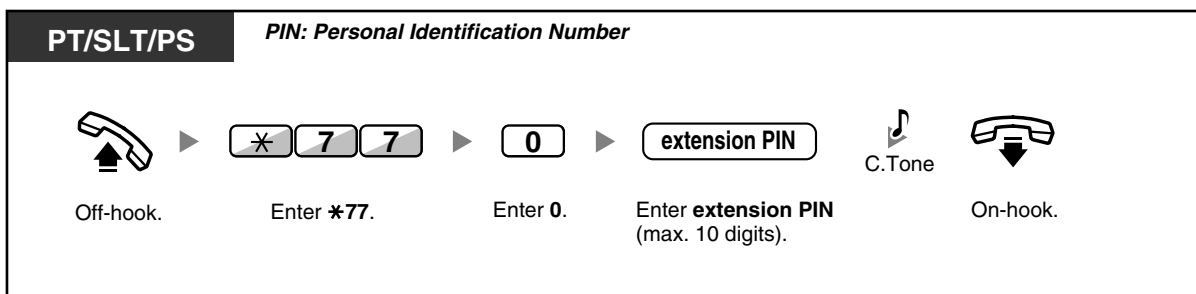 PT/SLT/PS
PIN: Personal Identification Number
* 7 7
0
extension PIN
C.Tone
Off-hook.
Enter *77.
Enter 0.
Enter extension PIN
(max. 10 digits).
On-hook.